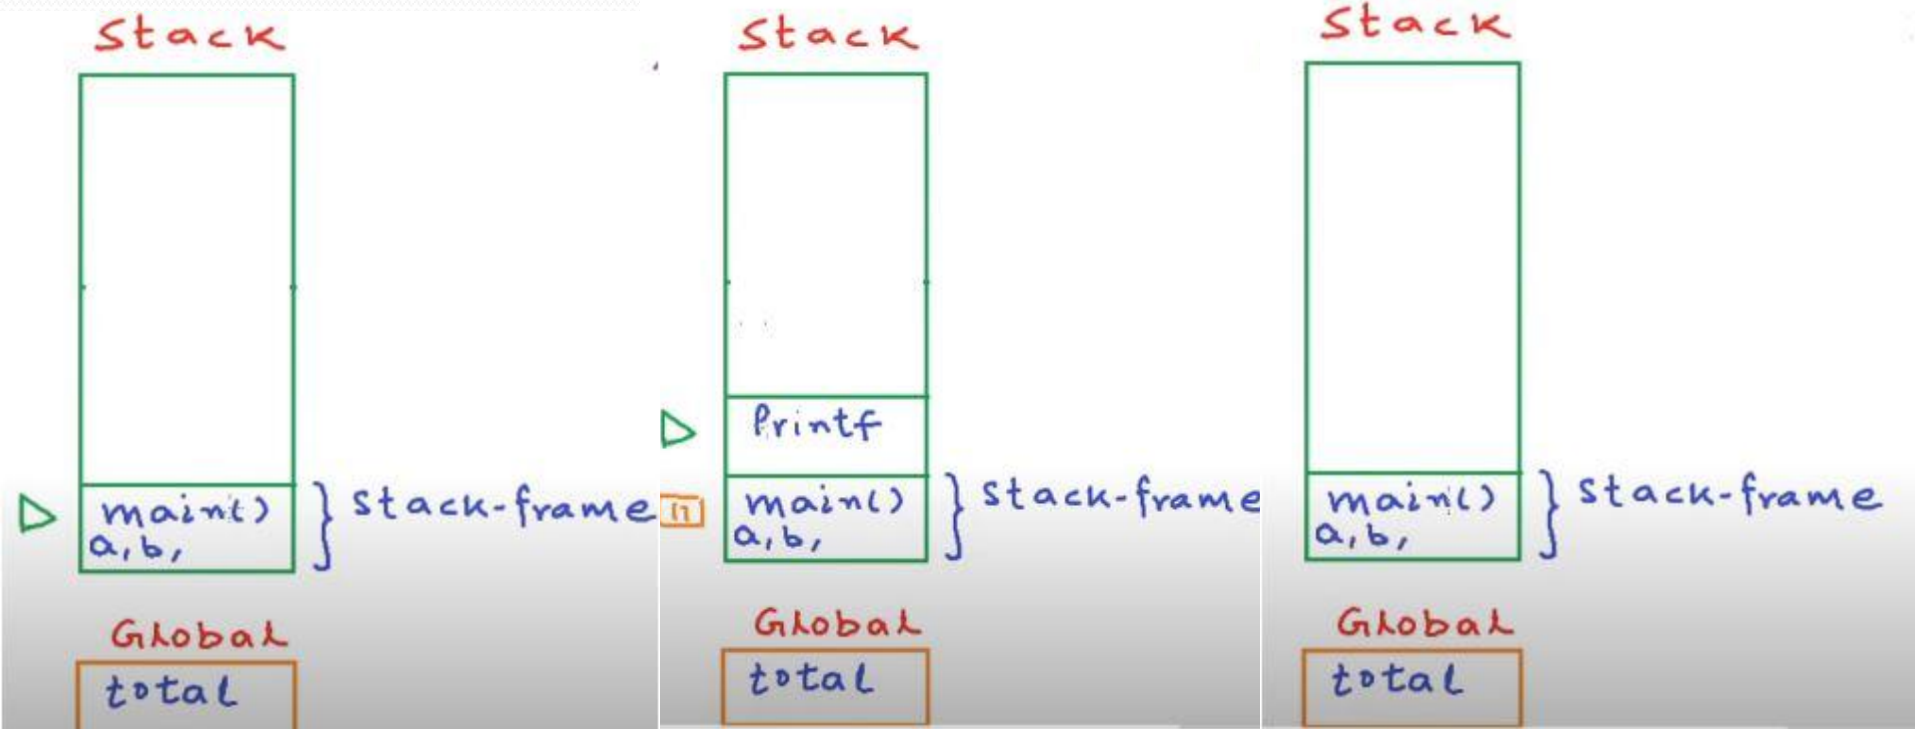 Stack
main()
a, b,
} stack-frame
Global
total
Stack
Printf
main()
a, b,
} stack-frame
Global
total
Stack
main()
a, b,
} stack-frame
Global
total